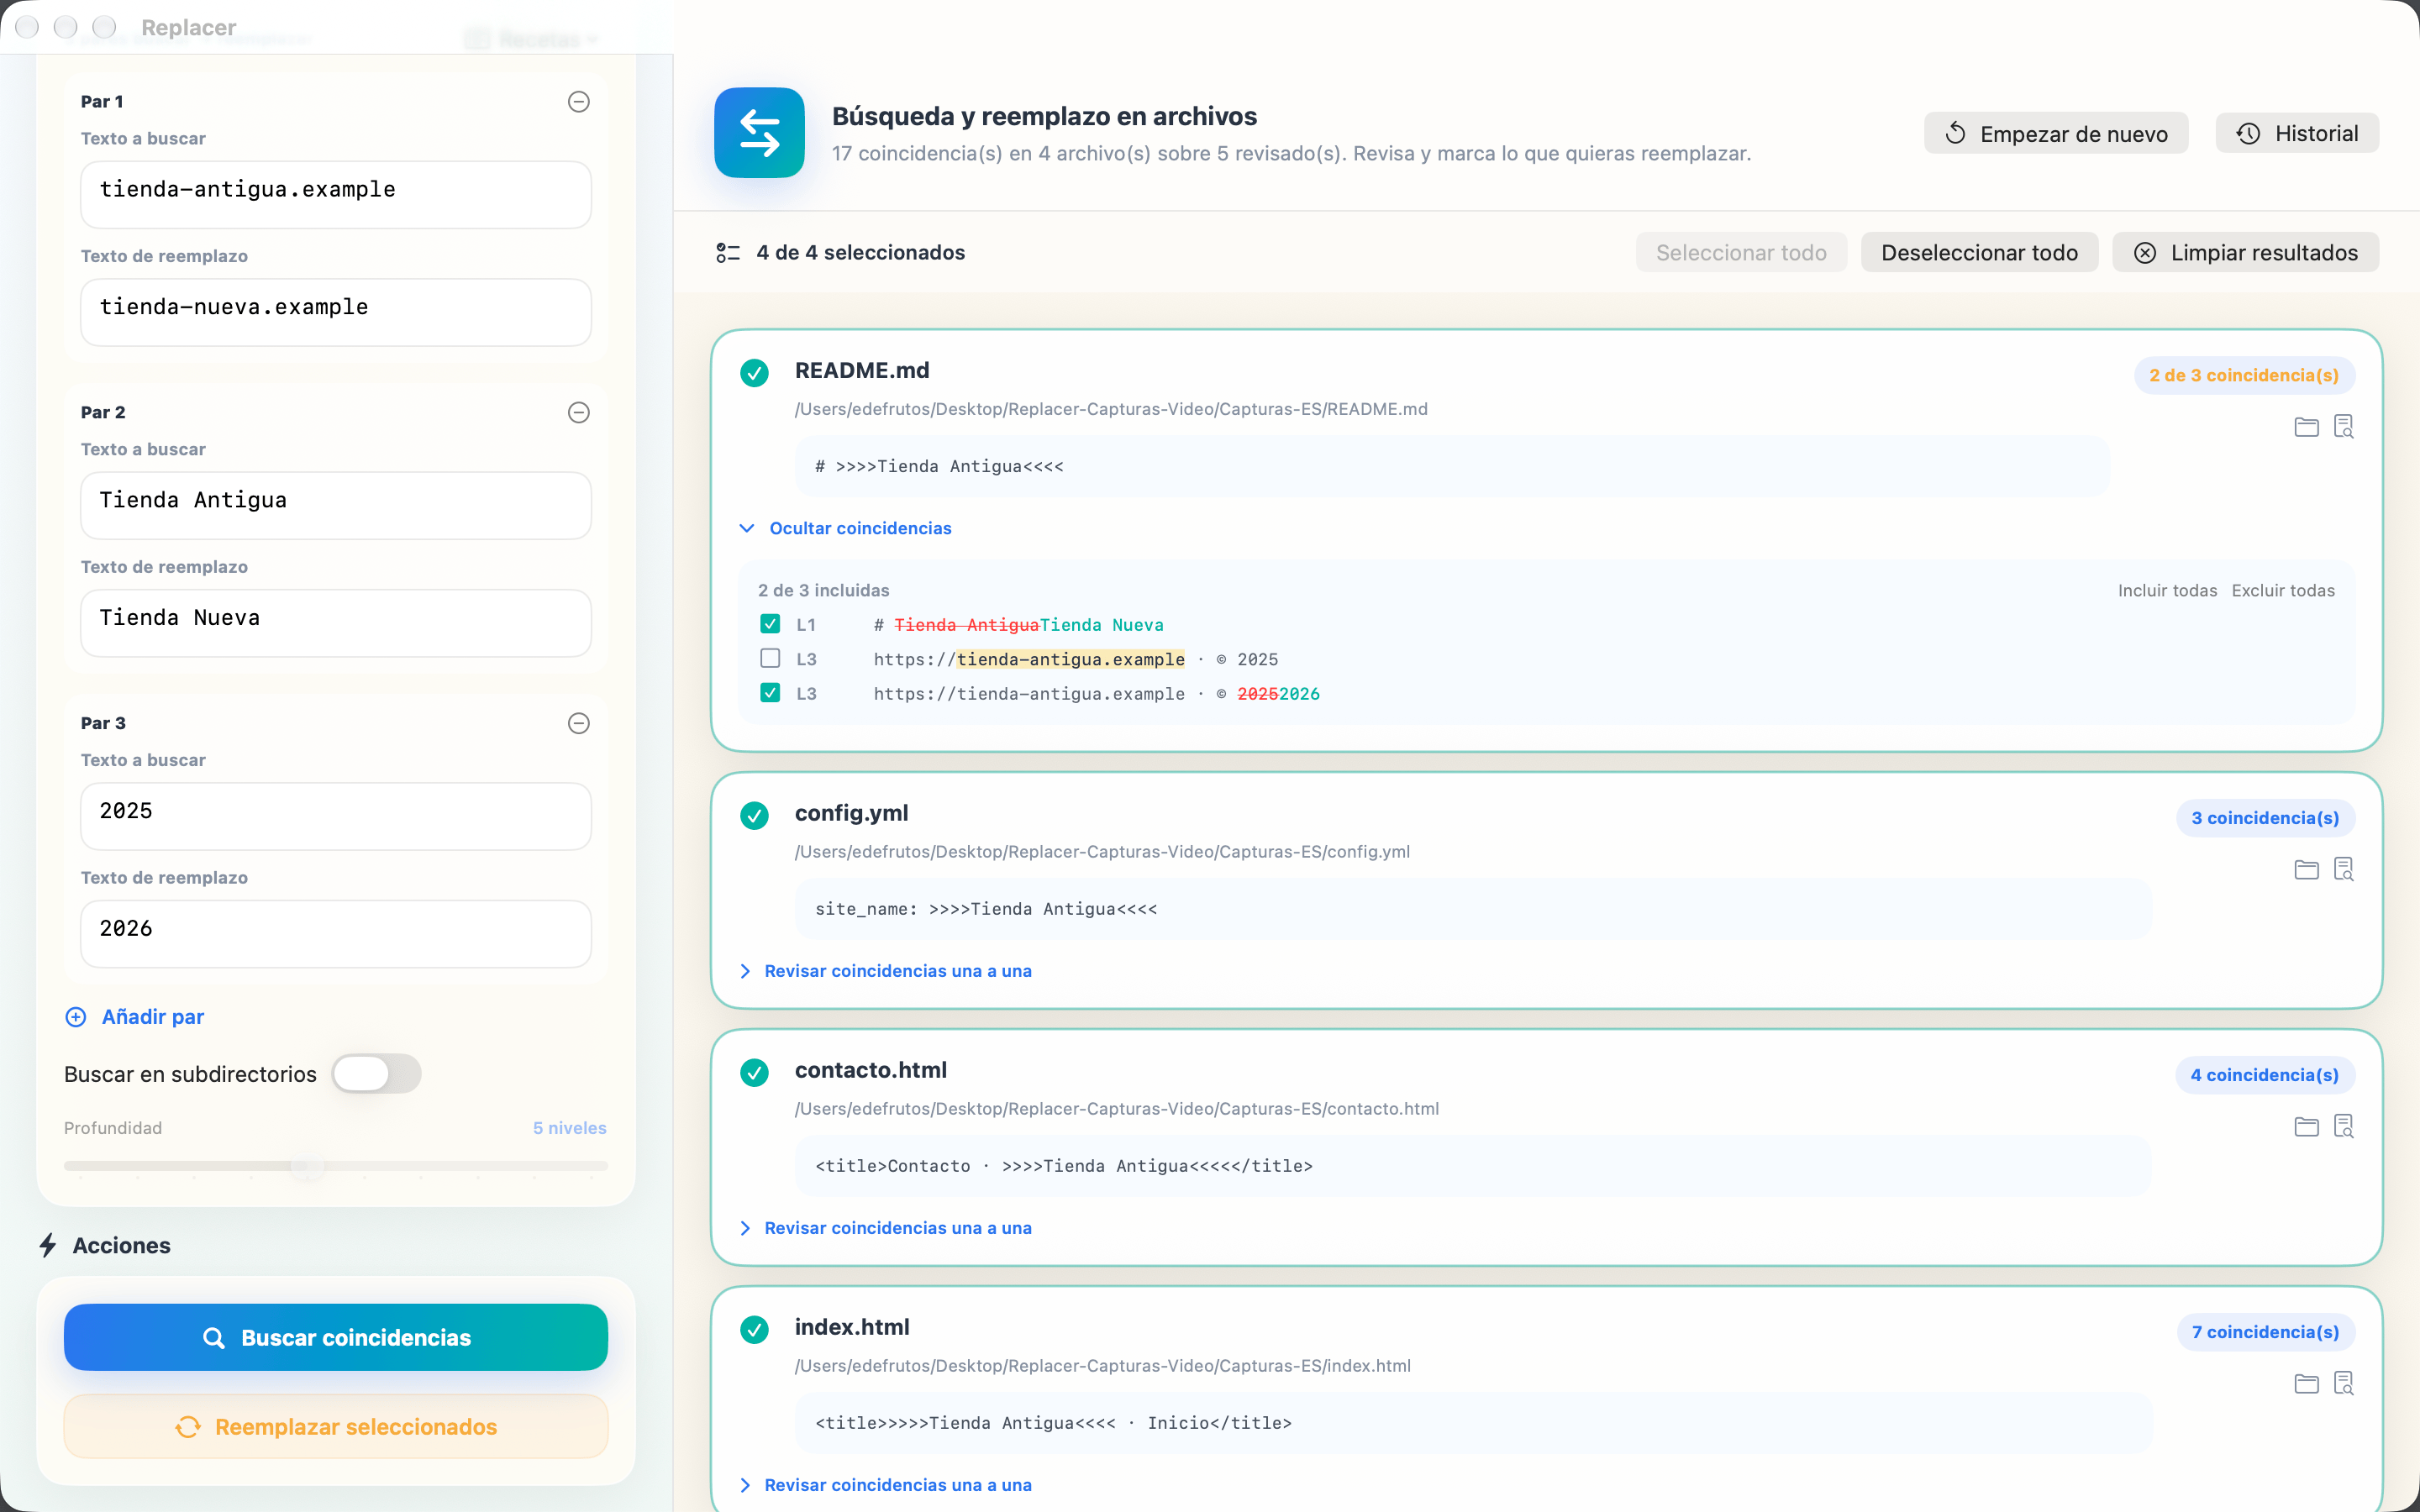 Replacer
Recetas
Par 1
Texto a buscar
tienda-antigua.example
Texto de reemplazo
tienda-nueva.example
Par 2
Texto a buscar
Tienda Antigua
Texto de reemplazo
Tienda Nueva
Par 3
Texto a buscar
2025
Texto de reemplazo
2026
Añadir par
Buscar en subdirectorios
Profundidad 5 niveles
Acciones
Buscar coincidencias
Reemplazar seleccionados
Búsqueda y reemplazo en archivos
17 coincidencia(s) en 4 archivo(s) sobre 5 revisado(s). Revisa y marca lo que quieras reemplazar.
Empezar de nuevo
Historial
4 de 4 seleccionados
Seleccionar todo
Deseleccionar todo
Limpiar resultados
README.md
2 de 3 coincidencia(s)
/Users/edefrutos/Desktop/Replacer-Capturas-Video/Capturas-ES/README.md
# >>>>Tienda Antigua<<<<
Ocultar coincidencias
2 de 3 incluidas
Incluir todas Excluir todas
L1 # Tienda AntiguaTienda Nueva
L3 https://tienda-antigua.example · © 2025
L3 https://tienda-antigua.example · © 20252026
config.yml
3 coincidencia(s)
/Users/edefrutos/Desktop/Replacer-Capturas-Video/Capturas-ES/config.yml
site_name: >>>>Tienda Antigua<<<<
Revisar coincidencias una a una
contacto.html
4 coincidencia(s)
/Users/edefrutos/Desktop/Replacer-Capturas-Video/Capturas-ES/contacto.html
<title>Contacto · >>>>Tienda Antigua<<<<</title>
Revisar coincidencias una a una
index.html
7 coincidencia(s)
/Users/edefrutos/Desktop/Replacer-Capturas-Video/Capturas-ES/index.html
<title>>>>>Tienda Antigua<<<< · Inicio</title>
Revisar coincidencias una a una